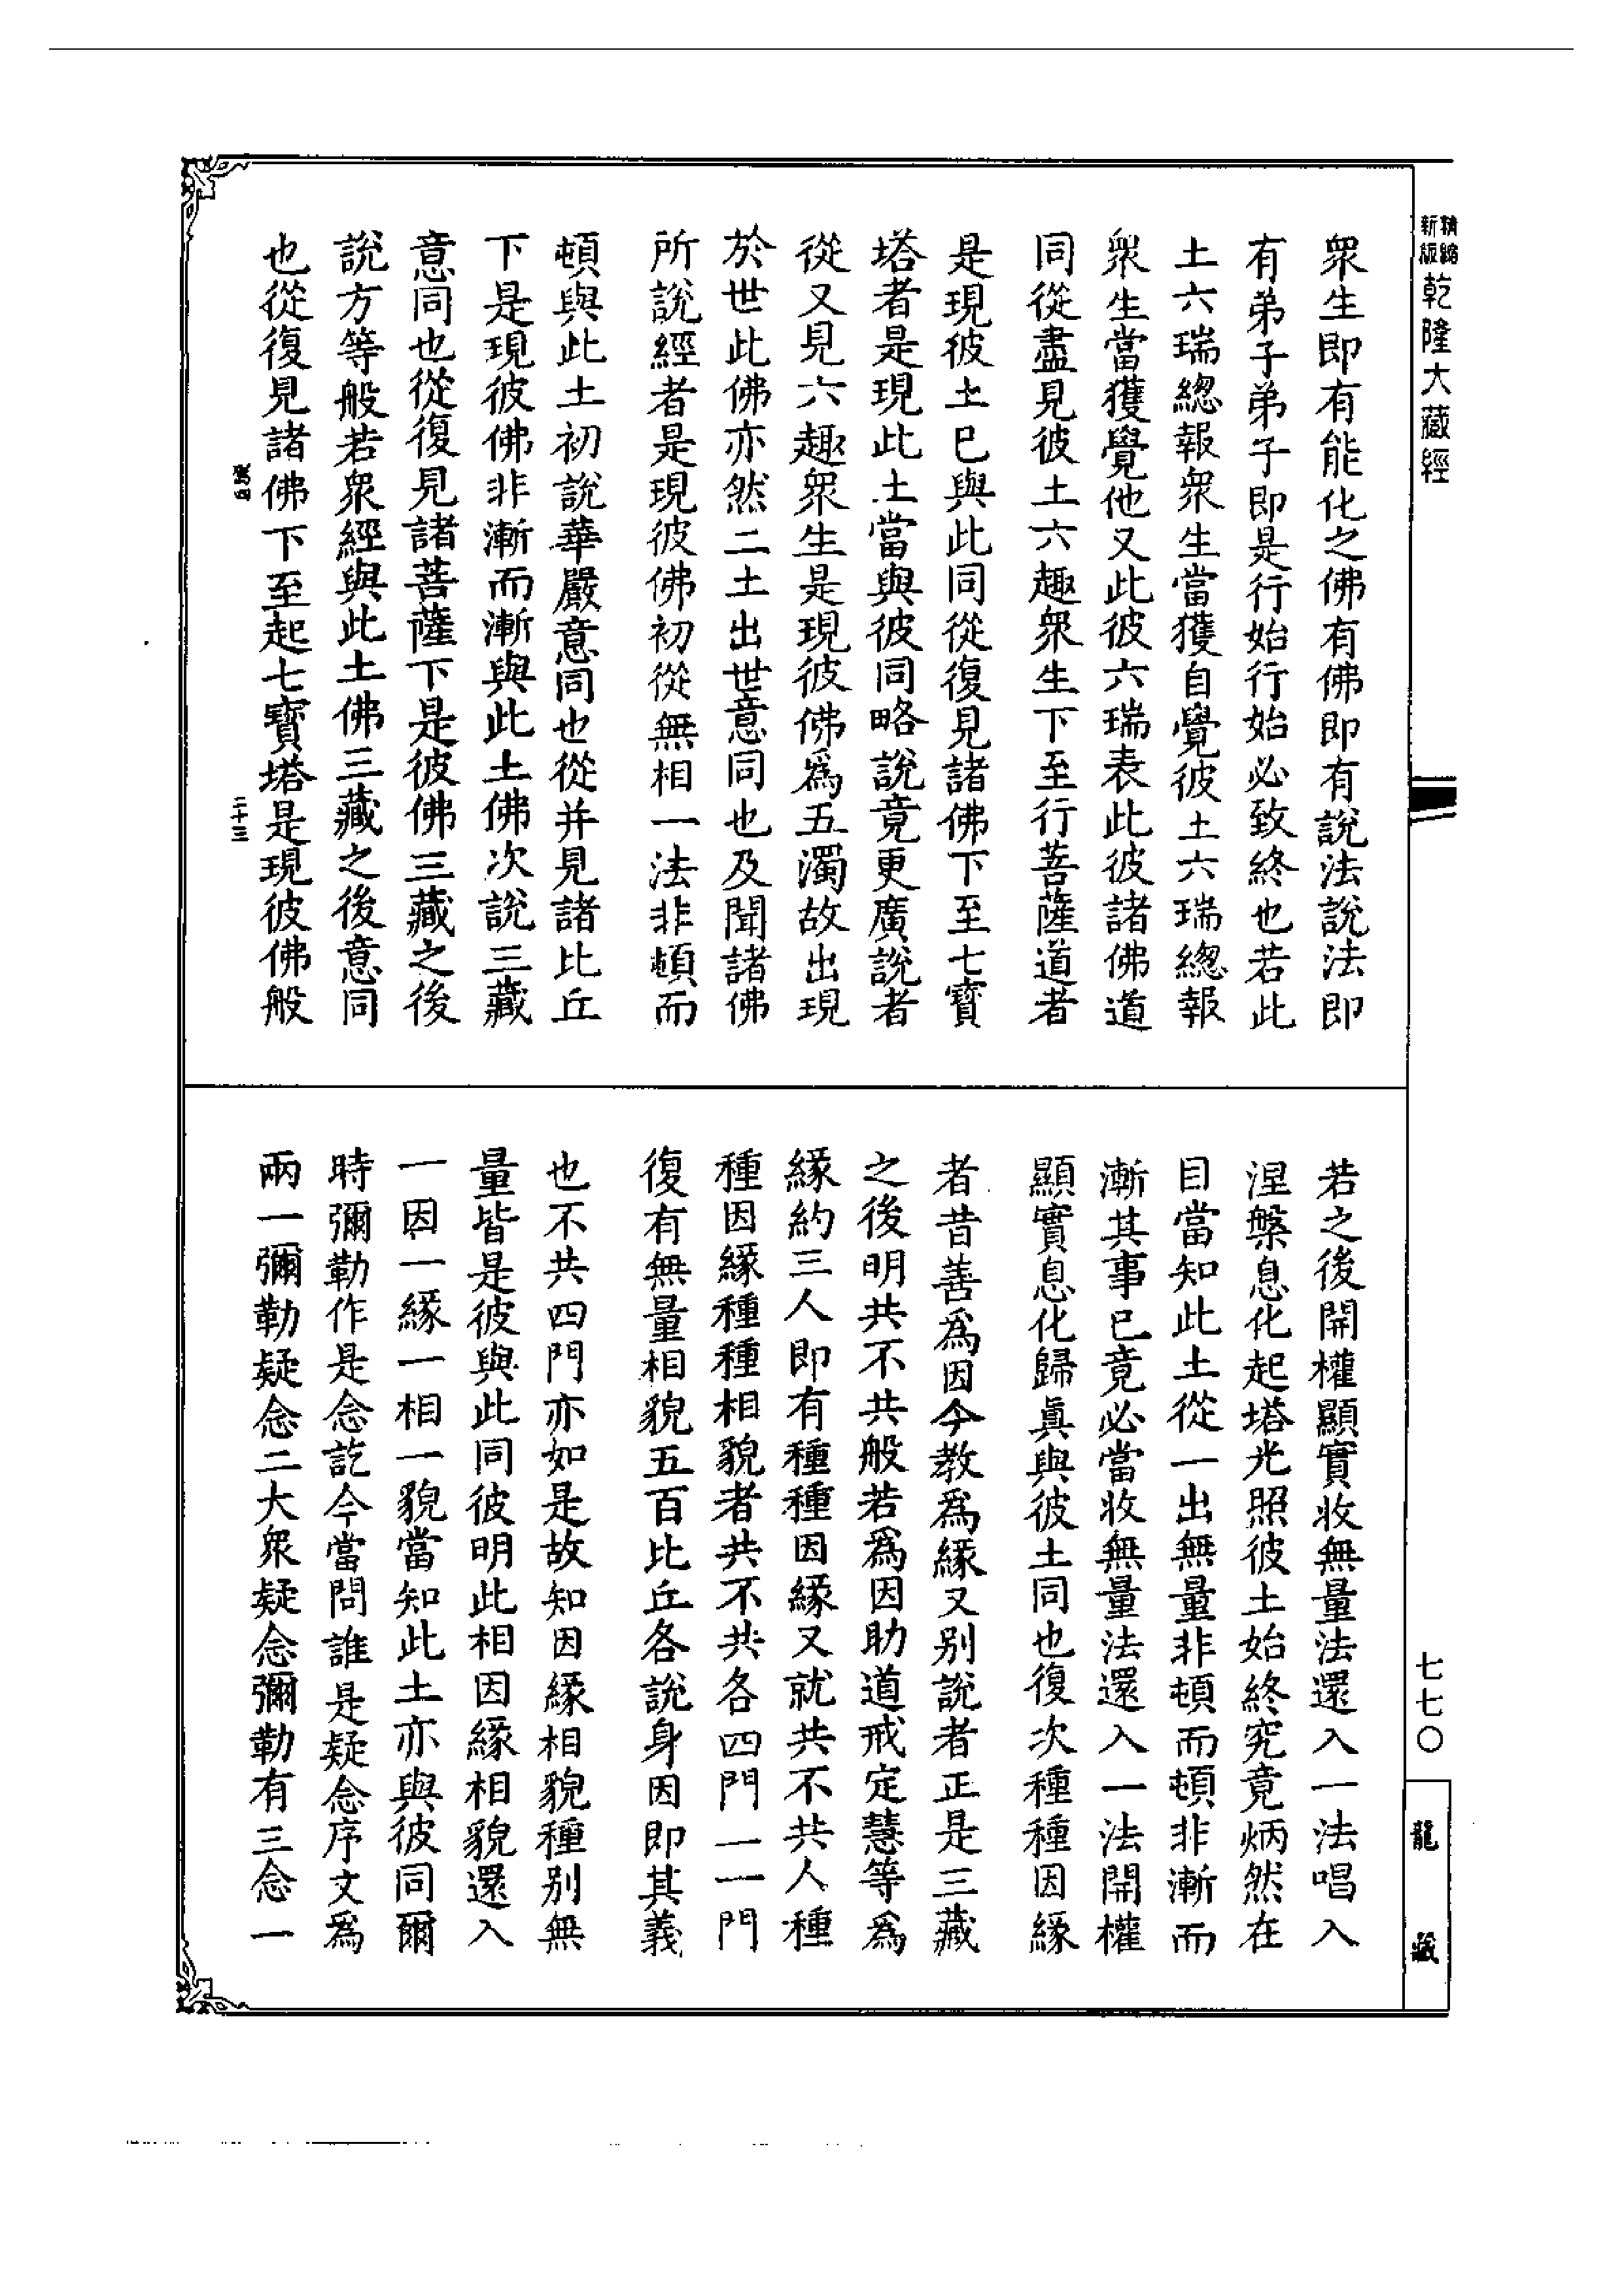 精縮新版 乾隆大藏經
衆生即有能化之佛有佛即有說法說法即
有弟子弟子即是行始行始必致終也若此
土六瑞總報衆生當獲自覺彼土六瑞總報
衆生當獲覺他又此彼六瑞表此彼諸佛道
同從盡見彼土六趣衆生下至行菩薩道者
是現彼土已與此同從復見諸佛下至七寶
塔者是現此土當與彼同略說竟更廣說者
從又見六趣衆生是現彼佛爲五濁故出現
於世此佛亦然二土出世意同也及聞諸佛
所說經者是現彼佛初從無相一法非頓而
頓與此土初說華嚴意同也從并見諸比丘
下是現彼佛非漸而漸與此土佛次說三藏
意同也從復見諸菩薩下是彼佛三藏之後
說方等般若衆經與此土佛三藏之後意同
也從復見諸佛下至起七寶塔是現彼佛般
二十三
若之後開權顯實收無量法還入一法唱入
涅槃息化起塔光照彼土始終究竟炳然在
目當知此土從一出無量非頓而頓非漸而
漸其事已竟必當收無量法還入一法開權
顯實息化歸眞與彼土同也復次種種因緣
者昔善爲因今教爲緣又别說者正是三藏
之後明共不共般若爲因助道戒定慧等爲
緣約三人即有種種因緣又就共不共人種
種因緣種種相貌者共不共各四門一一門
復有無量相貌五百比丘各說身因即其義
也不共四門亦如是故知因緣相貌種别無
量皆是彼與此同彼明此相因緣相貌還入
一因一緣一相一貌當知此土亦與彼同爾
時彌勒作是念訖今當問誰是疑念序文爲
兩一彌勒疑念二大衆疑念彌勒有三念一
七七〇
龍藏